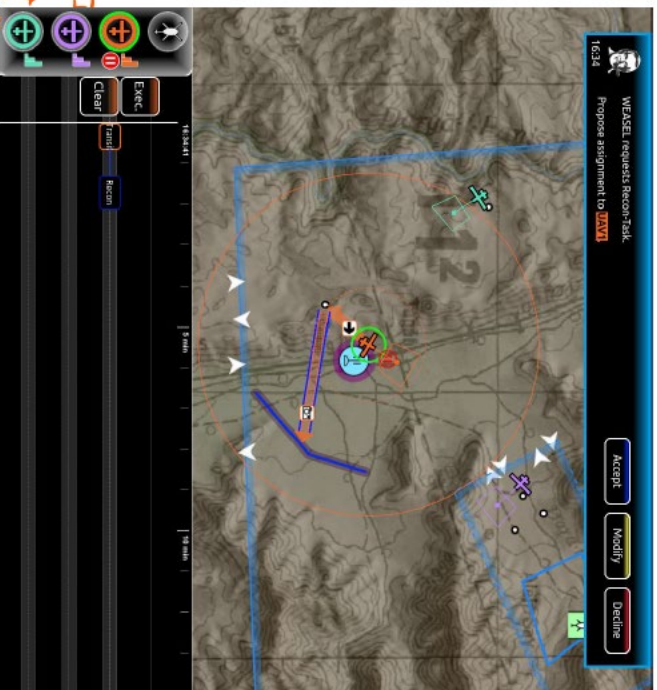 16:34
WEASEL requests Recon-Task.
Propose assignment to UAV1
Accept
Modify
Decline
12
Exec.
Clear
Transit
Recon
16:34:41
5 min
10 min